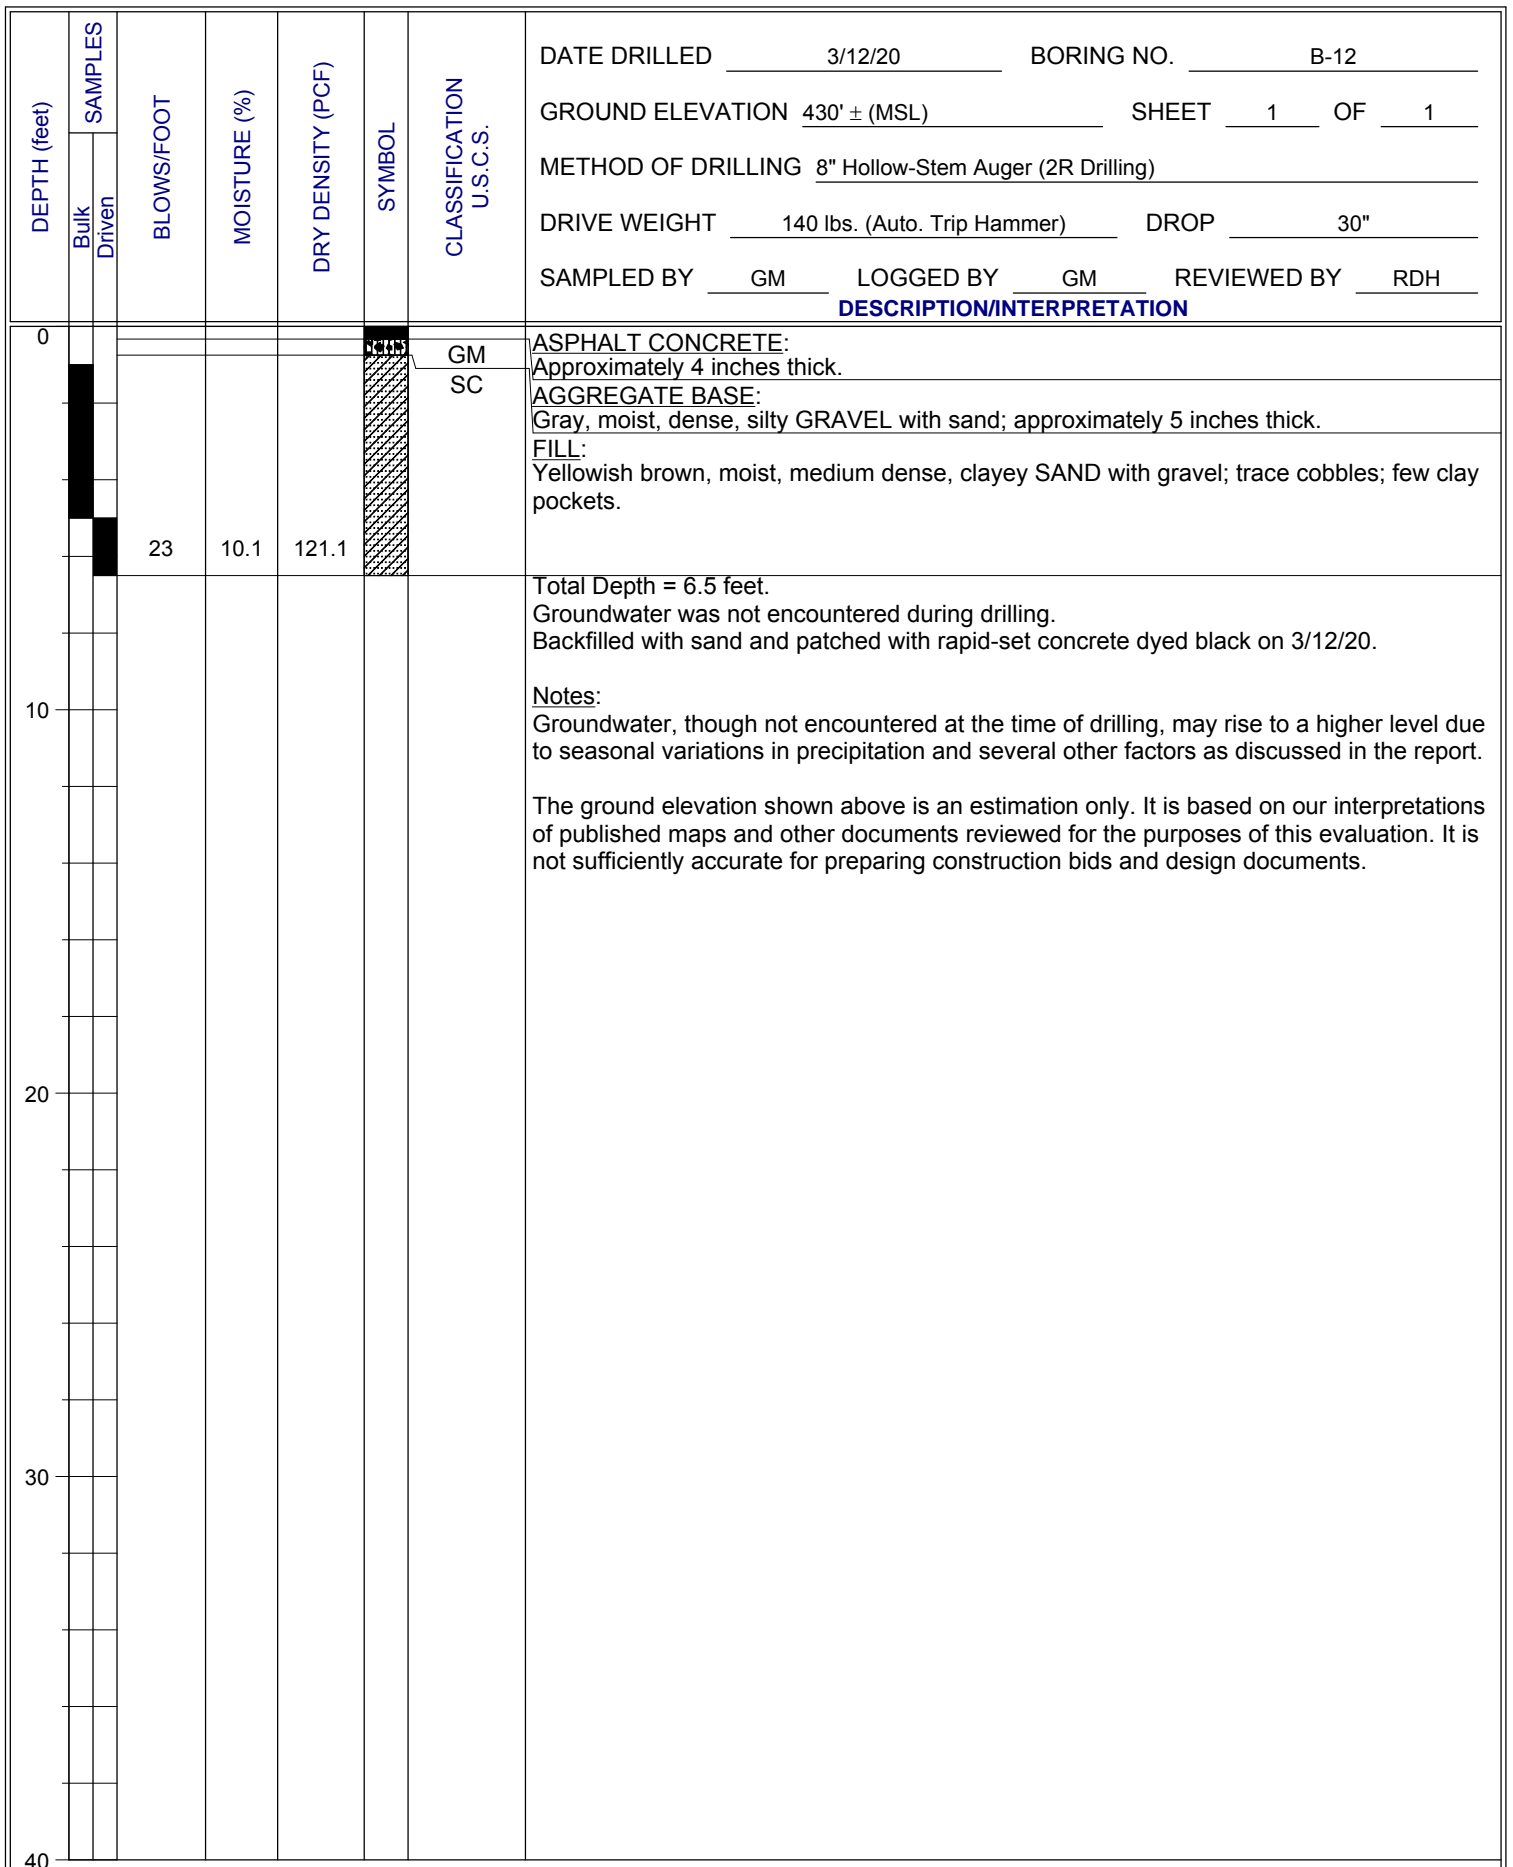 DEPTH (feet)
SAMPLES
Bulk
Driven
BLOWS/FOOT
MOISTURE (%)
DRY DENSITY (PCF)
SYMBOL
CLASSIFICATION
U.S.C.S.
DATE DRILLED 3/12/20 BORING NO. B-12
GROUND ELEVATION 430' ± (MSL) SHEET 1 OF 1
METHOD OF DRILLING 8" Hollow-Stem Auger (2R Drilling)
DRIVE WEIGHT 140 lbs. (Auto. Trip Hammer) DROP 30"
SAMPLED BY GM LOGGED BY GM REVIEWED BY RDH
DESCRIPTION/INTERPRETATION
0
GM
SC
ASPHALT CONCRETE:
Approximately 4 inches thick.
AGGREGATE BASE:
Gray, moist, dense, silty GRAVEL with sand; approximately 5 inches thick.
FILL:
Yellowish brown, moist, medium dense, clayey SAND with gravel; trace cobbles; few clay
pockets.
23 10.1 121.1
Total Depth = 6.5 feet.
Groundwater was not encountered during drilling.
Backfilled with sand and patched with rapid-set concrete dyed black on 3/12/20.
Notes:
10
Groundwater, though not encountered at the time of drilling, may rise to a higher level due
to seasonal variations in precipitation and several other factors as discussed in the report.
The ground elevation shown above is an estimation only. It is based on our interpretations
of published maps and other documents reviewed for the purposes of this evaluation. It is
not sufficiently accurate for preparing construction bids and design documents.
20
30
40